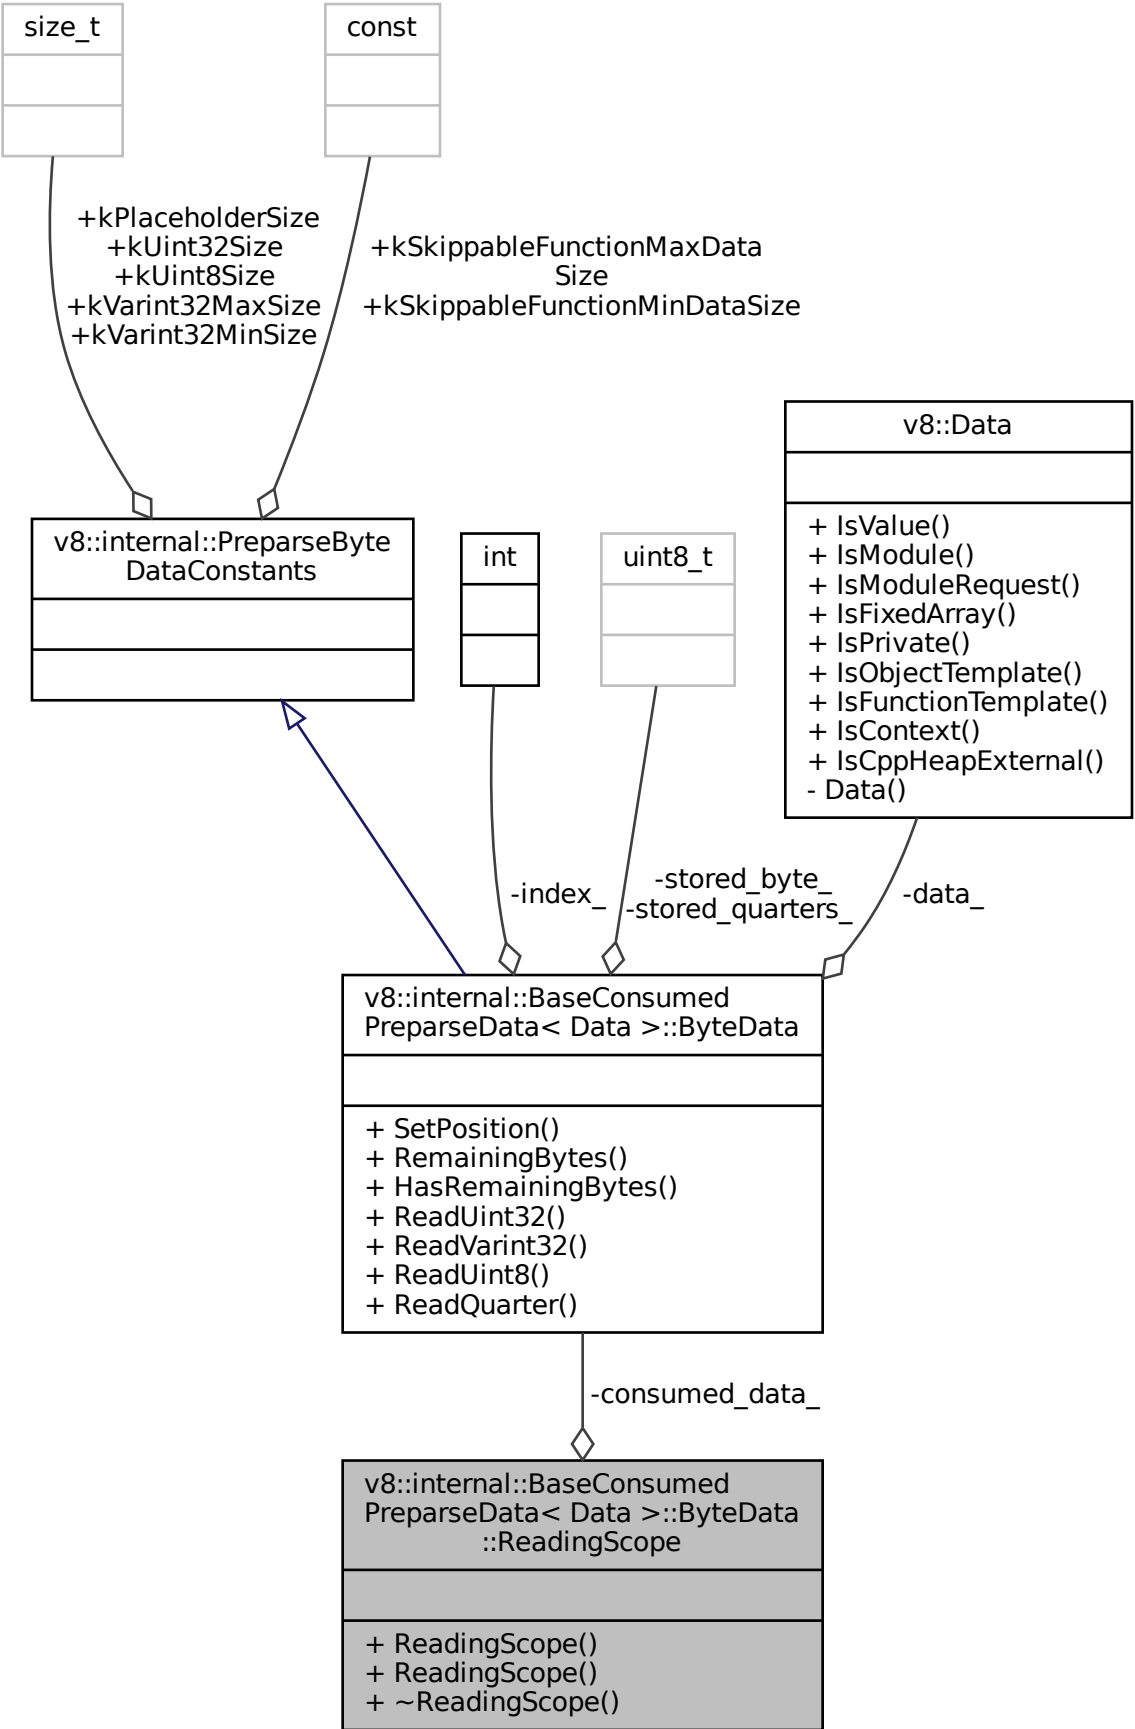 size_t
const
+kPlaceholderSize
+kUint32Size
+kUint8Size
+kVarint32MaxSize
+kVarint32MinSize
+kSkippableFunctionMaxData
Size
+kSkippableFunctionMinDataSize
v8::internal::PreparseByte
DataConstants
int
uint8_t
v8::Data
+ IsValue()
+ IsModule()
+ IsModuleRequest()
+ IsFixedArray()
+ IsPrivate()
+ IsObjectTemplate()
+ IsFunctionTemplate()
+ IsContext()
+ IsCppHeapExternal()
- Data()
-index_
-stored_byte_
-stored_quarters_
-data_
v8::internal::BaseConsumed
PreparseData< Data >::ByteData
+ SetPosition()
+ RemainingBytes()
+ HasRemainingBytes()
+ ReadUint32()
+ ReadVarint32()
+ ReadUint8()
+ ReadQuarter()
-consumed_data_
v8::internal::BaseConsumed
PreparseData< Data >::ByteData
::ReadingScope
+ ReadingScope()
+ ReadingScope()
+ ~ReadingScope()